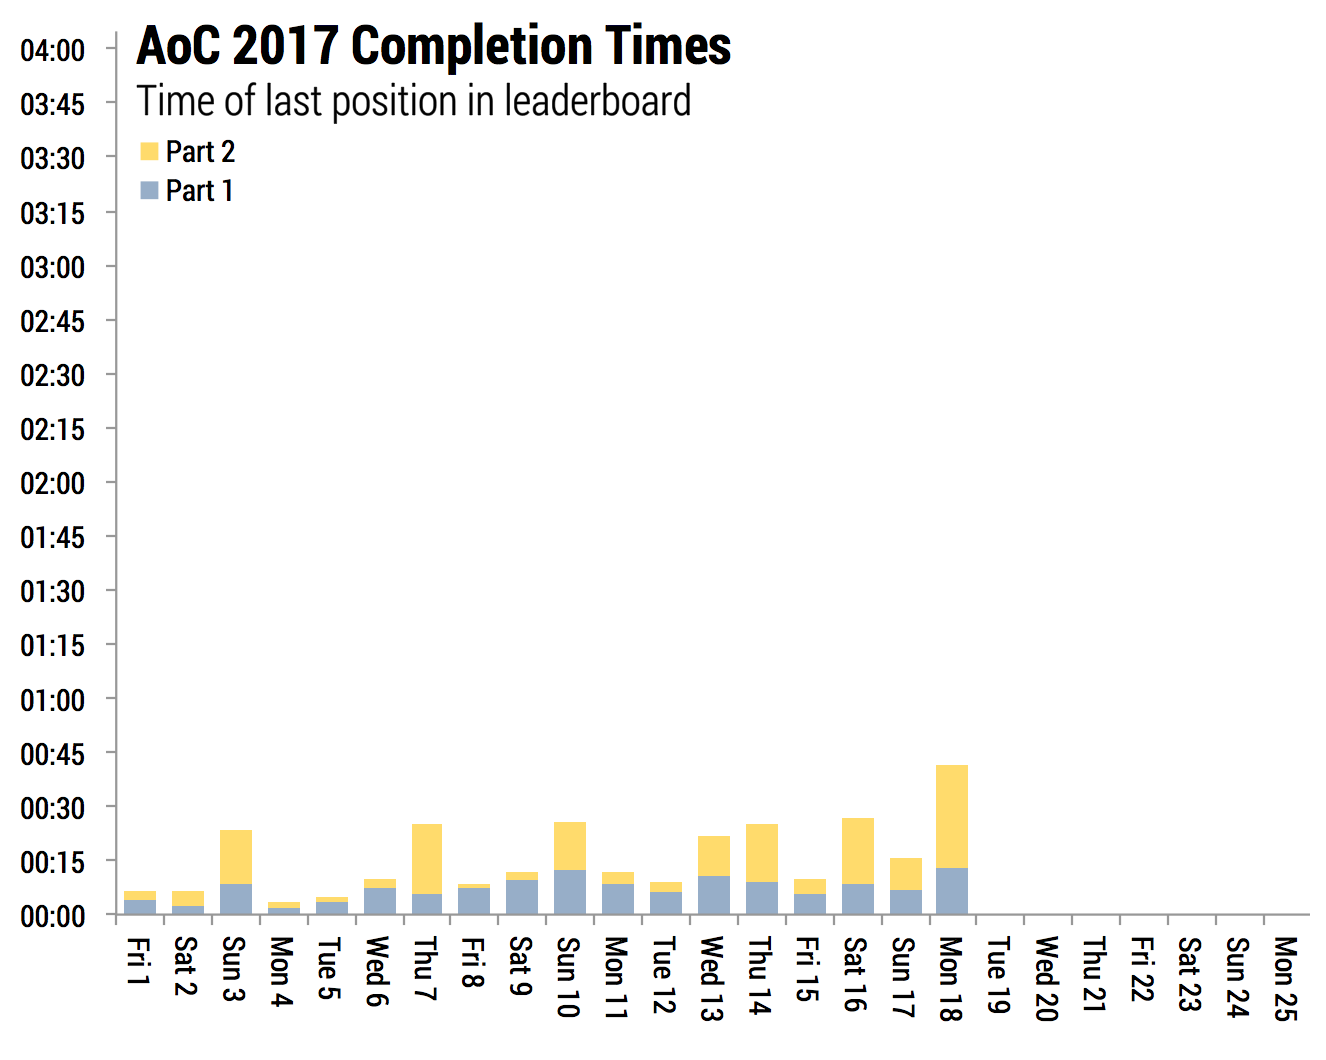 AoC 2017 Completion Times
Time of last position in leaderboard
Part 2
Part 1
04:00
03:45
03:30
03:15
03:00
02:45
02:30
02:15
02:00
01:45
01:30
01:15
01:00
00:45
00:30
00:15
00:00
Fri 1
Sat 2
Sun 3
Mon 4
Tue 5
Wed 6
Thu 7
Fri 8
Sat 9
Sun 10
Mon 11
Tue 12
Wed 13
Thu 14
Fri 15
Sat 16
Sun 17
Mon 18
Tue 19
Wed 20
Thu 21
Fri 22
Sat 23
Sun 24
Mon 25